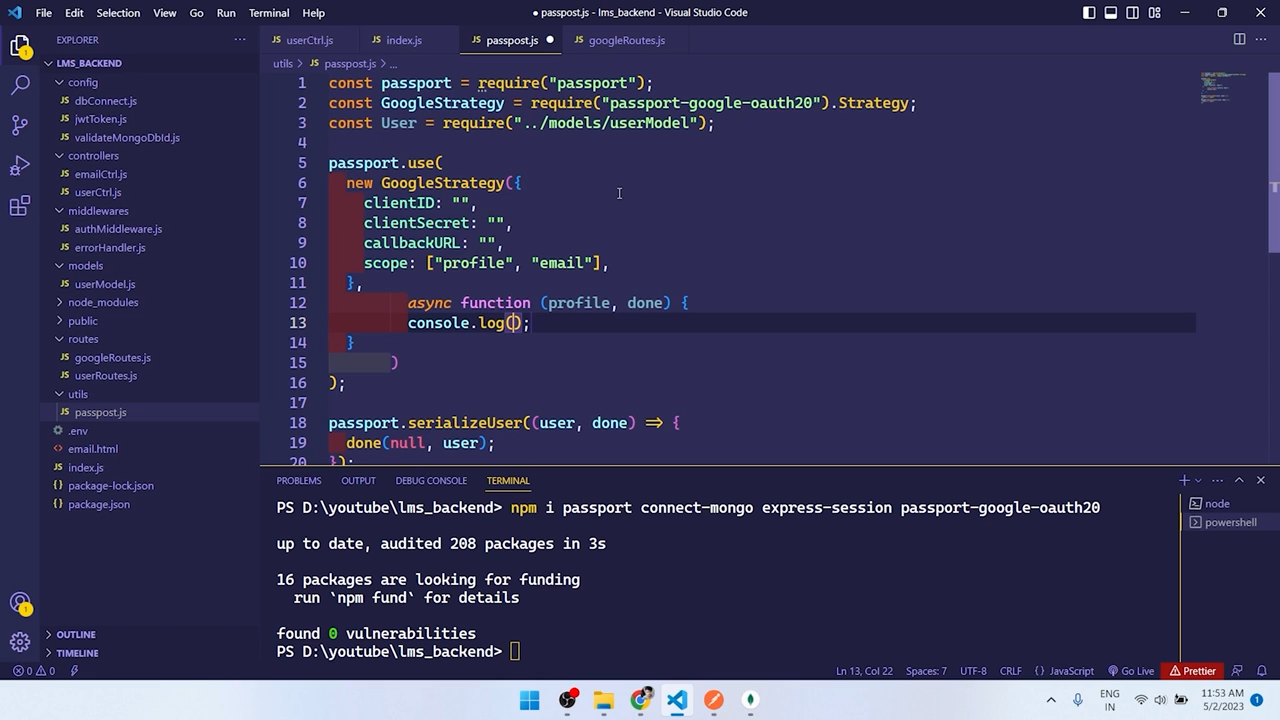 File Edit Selection View Go Run Terminal Help
● passpost.js - lms_backend - Visual Studio Code
EXPLORER
LMS_BACKEND
config
dbConnect.js
jwtToken.js
validateMongoDbId.js
controllers
emailCtrl.js
userCtrl.js
middlewares
authMiddleware.js
errorHandler.js
models
userModel.js
node_modules
public
routes
googleRoutes.js
userRoutes.js
utils
passpost.js
.env
email.html
index.js
package-lock.json
package.json
OUTLINE
TIMELINE
userCtrl.js index.js passpost.js ● googleRoutes.js
utils > passpost.js > ...
1 const passport = require("passport");
2 const GoogleStrategy = require("passport-google-oauth20").Strategy;
3 const User = require("../models/userModel");
4
5 passport.use(
6 new GoogleStrategy({
7 clientID: "",
8 clientSecret: "",
9 callbackURL: "",
10 scope: ["profile", "email"],
11 },
12 async function (profile, done) {
13 console.log();
14 }
15 )
16 );
17
18 passport.serializeUser((user, done) => {
19 done(null, user);
20 });
PROBLEMS OUTPUT DEBUG CONSOLE TERMINAL
PS D:\youtube\lms_backend> npm i passport connect-mongo express-session passport-google-oauth20
up to date, audited 208 packages in 3s
16 packages are looking for funding
run `npm fund` for details
found 0 vulnerabilities
PS D:\youtube\lms_backend>
node
powershell
0 0 Ln 13, Col 22 Spaces: 7 UTF-8 CRLF { } JavaScript Go Live Prettier
ENG
IN
11:53 AM
5/2/2023
1